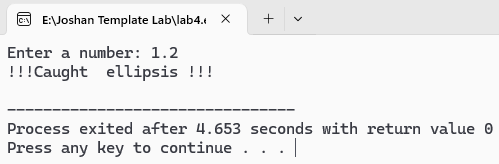 E:\Joshan Template Lab\lab4.e
Enter a number: 1.2
!!!Caught  ellipsis !!!
--------------------------------
Process exited after 4.653 seconds with return value 0
Press any key to continue . . .